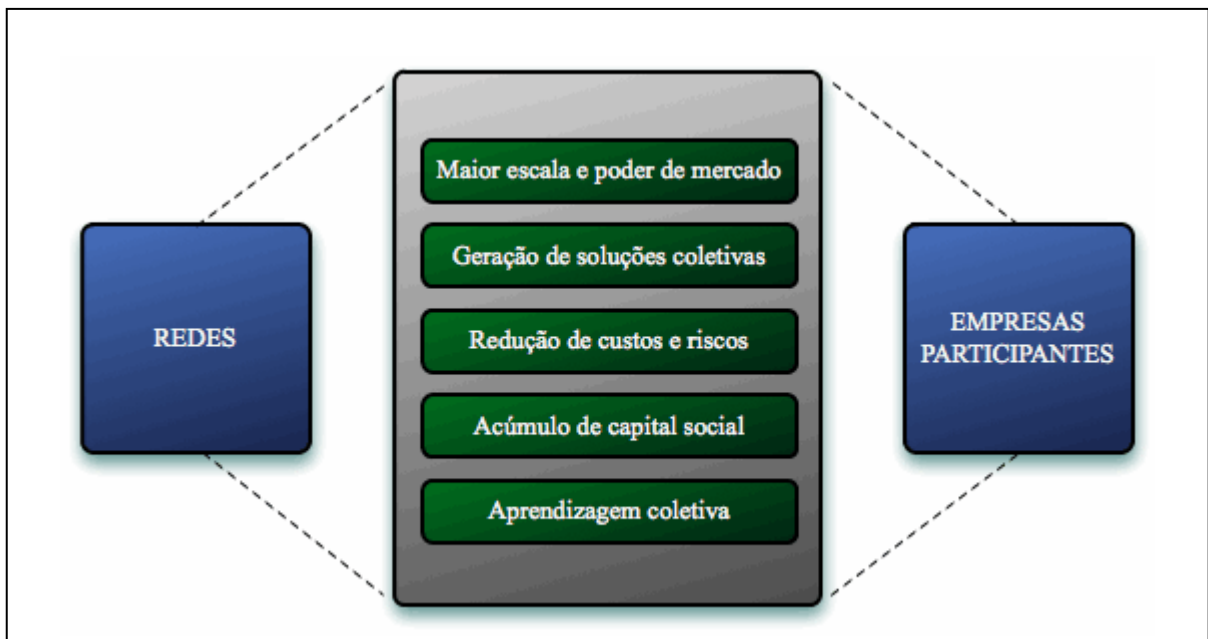 REDES
Maior escala e poder de mercado
Geração de soluções coletivas
Redução de custos e riscos
Acúmulo de capital social
Aprendizagem coletiva
EMPRESAS
PARTICIPANTES